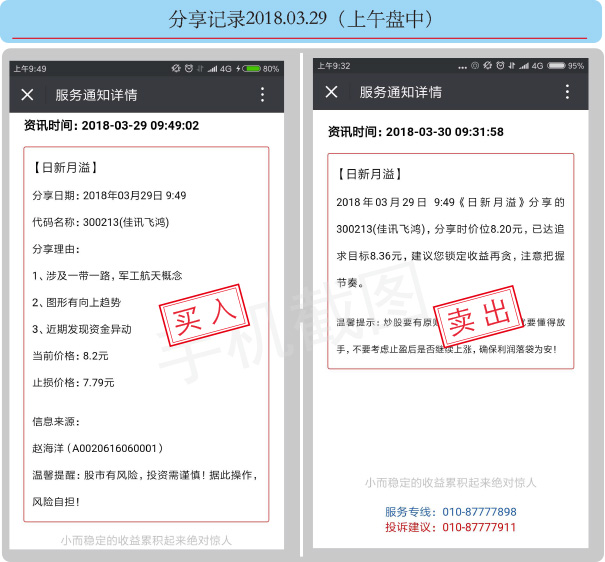 分享记录2018.03.29（上午盘中）
上午9:49
4G
80%
服务通知详情
资讯时间: 2018-03-29 09:49:02
【日新月溢】
分享日期: 2018年03月29日 9:49
代码名称: 300213(佳讯飞鸿)
分享理由:
1、涉及一带一路，军工航天概念
2、图形有向上趋势
3、近期发现资金异动
当前价格: 8.2元
止损价格: 7.79元
买入
信息来源:
赵海洋 (A0020616060001)
温馨提醒: 股市有风险，投资需谨慎! 据此操作，
风险自担!
小而稳定的收益累积起来绝对惊人
上午9:32
4G
95%
服务通知详情
资讯时间: 2018-03-30 09:31:58
【日新月溢】
2018年03月29日 9:49《日新月溢》分享的
300213(佳讯飞鸿)，分享时价位8.20元，已达追
求目标8.36元，建议您锁定收益再贪，注意把握
节奏。
温馨提示: 炒股要有原则
要懂得放
手，不要考虑止盈后是否继续上涨，确保利润落袋为安!
卖出
小而稳定的收益累积起来绝对惊人
服务专线: 010-87777898
投诉建议: 010-87777911
手机截图